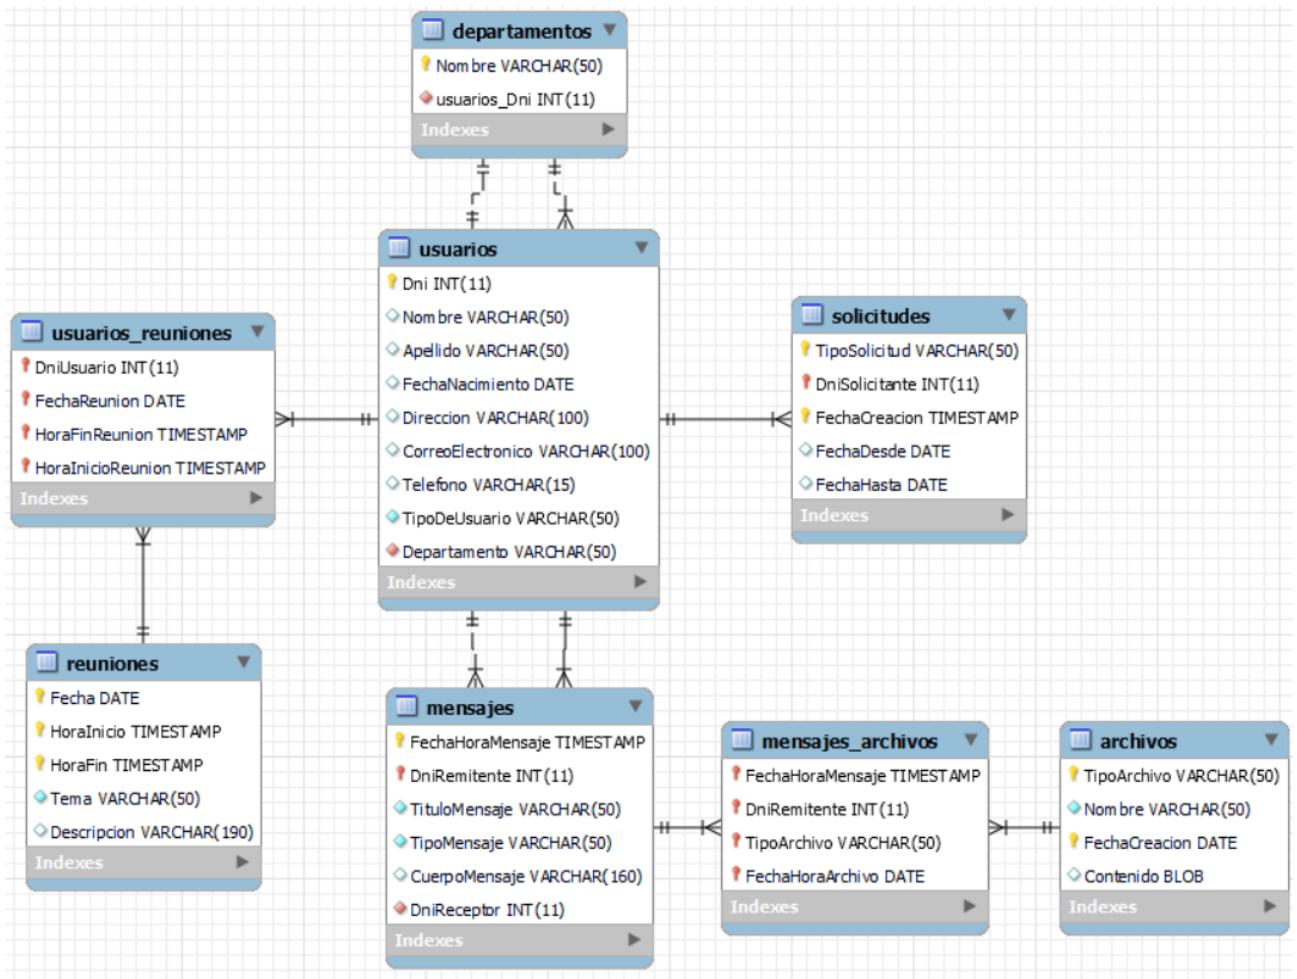 departamentos
Nombre VARCHAR(50)
usuarios_Dni INT(11)
Indexes
usuarios
Dni INT(11)
Nombre VARCHAR(50)
Apellido VARCHAR(50)
FechaNacimiento DATE
Direccion VARCHAR(100)
CorreoElectronico VARCHAR(100)
Telefono VARCHAR(15)
TipoDeUsuario VARCHAR(50)
Departamento VARCHAR(50)
Indexes
usuarios_reuniones
DniUsuario INT(11)
FechaReunion DATE
HoraFinReunion TIMESTAMP
HoraInicioReunion TIMESTAMP
Indexes
solicitudes
TipoSolicitud VARCHAR(50)
DniSolicitante INT(11)
FechaCreacion TIMESTAMP
FechaDesde DATE
FechaHasta DATE
Indexes
reuniones
Fecha DATE
HoraInicio TIMESTAMP
HoraFin TIMESTAMP
Tema VARCHAR(50)
Descripcion VARCHAR(190)
Indexes
mensajes
FechaHoraMensaje TIMESTAMP
DniRemitente INT(11)
TituloMensaje VARCHAR(50)
TipoMensaje VARCHAR(50)
CuerpoMensaje VARCHAR(160)
DniReceptor INT(11)
Indexes
mensajes_archivos
FechaHoraMensaje TIMESTAMP
DniRemitente INT(11)
TipoArchivo VARCHAR(50)
FechaHoraArchivo DATE
Indexes
archivos
TipoArchivo VARCHAR(50)
Nombre VARCHAR(50)
FechaCreacion DATE
Contenido BLOB
Indexes